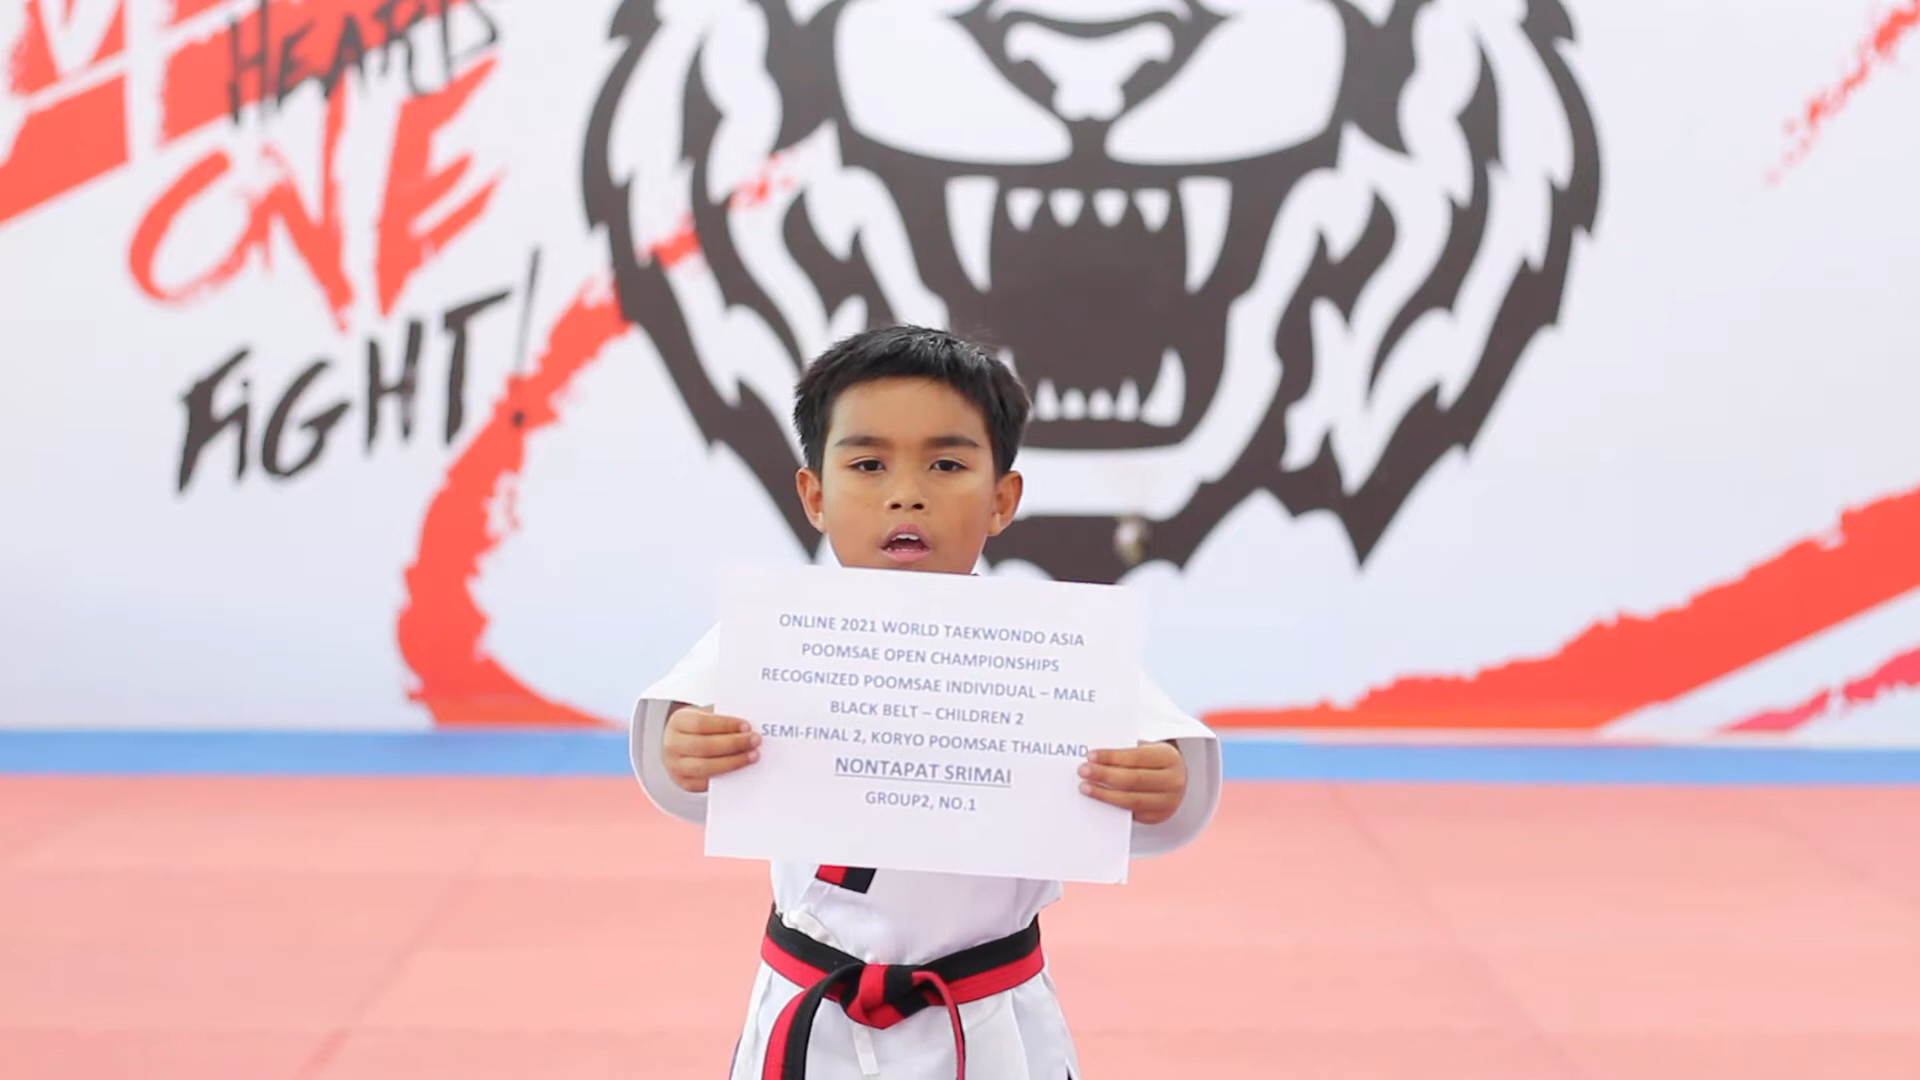 HEARTS
ONE
FiGHT!
ONLINE 2021 WORLD TAEKWONDO ASIA
POOMSAE OPEN CHAMPIONSHIPS
RECOGNIZED POOMSAE INDIVIDUAL – MALE
BLACK BELT – CHILDREN 2
SEMI-FINAL 2, KORYO POOMSAE THAILAND
NONTAPAT SRIMAI
GROUP2, NO.1